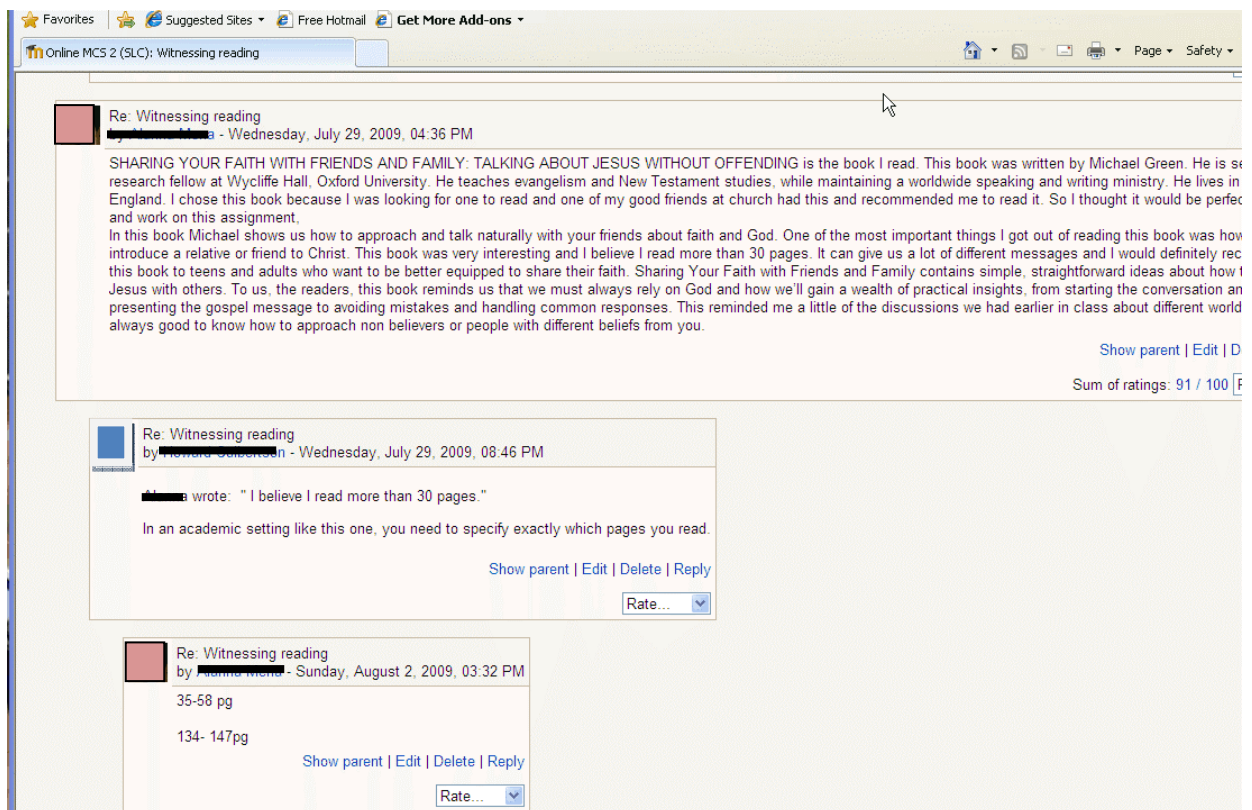 Favorites Suggested Sites Free Hotmail Get More Add-ons
Online MCS 2 (SLC): Witnessing reading Page Safety
Re: Witnessing reading
- Wednesday, July 29, 2009, 04:36 PM
SHARING YOUR FAITH WITH FRIENDS AND FAMILY: TALKING ABOUT JESUS WITHOUT OFFENDING is the book I read. This book was written by Michael Green. He is se
research fellow at Wycliffe Hall, Oxford University. He teaches evangelism and New Testament studies, while maintaining a worldwide speaking and writing ministry. He lives in
England. I chose this book because I was looking for one to read and one of my good friends at church had this and recommended me to read it. So I thought it would be perfec
and work on this assignment,
In this book Michael shows us how to approach and talk naturally with your friends about faith and God. One of the most important things I got out of reading this book was how
introduce a relative or friend to Christ. This book was very interesting and I believe I read more than 30 pages. It can give us a lot of different messages and I would definitely rec
this book to teens and adults who want to be better equipped to share their faith. Sharing Your Faith with Friends and Family contains simple, straightforward ideas about how t
Jesus with others. To us, the readers, this book reminds us that we must always rely on God and how we'll gain a wealth of practical insights, from starting the conversation an
presenting the gospel message to avoiding mistakes and handling common responses. This reminded me a little of the discussions we had earlier in class about different world
always good to know how to approach non believers or people with different beliefs from you.
Show parent | Edit | D
Sum of ratings: 91 / 100
Re: Witnessing reading
by - Wednesday, July 29, 2009, 08:46 PM
wrote: " I believe I read more than 30 pages."
In an academic setting like this one, you need to specify exactly which pages you read.
Show parent | Edit | Delete | Reply
Rate...
Re: Witnessing reading
by - Sunday, August 2, 2009, 03:32 PM
35-58 pg
134- 147pg
Show parent | Edit | Delete | Reply
Rate...